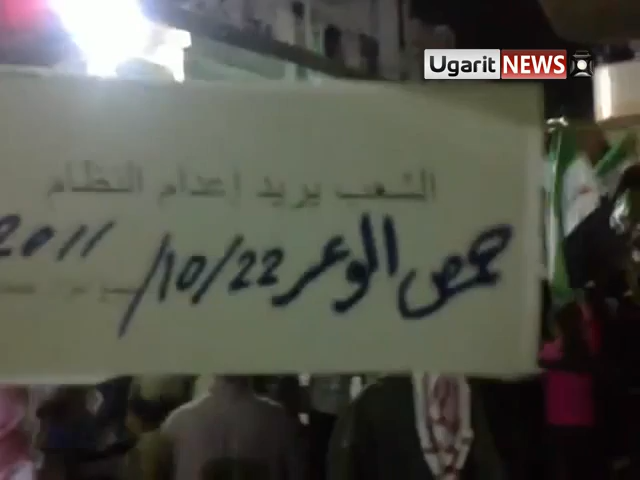 Ugarit NEWS
الشعب يريد إعدام النظام
حمص الوعر 22/10/2011